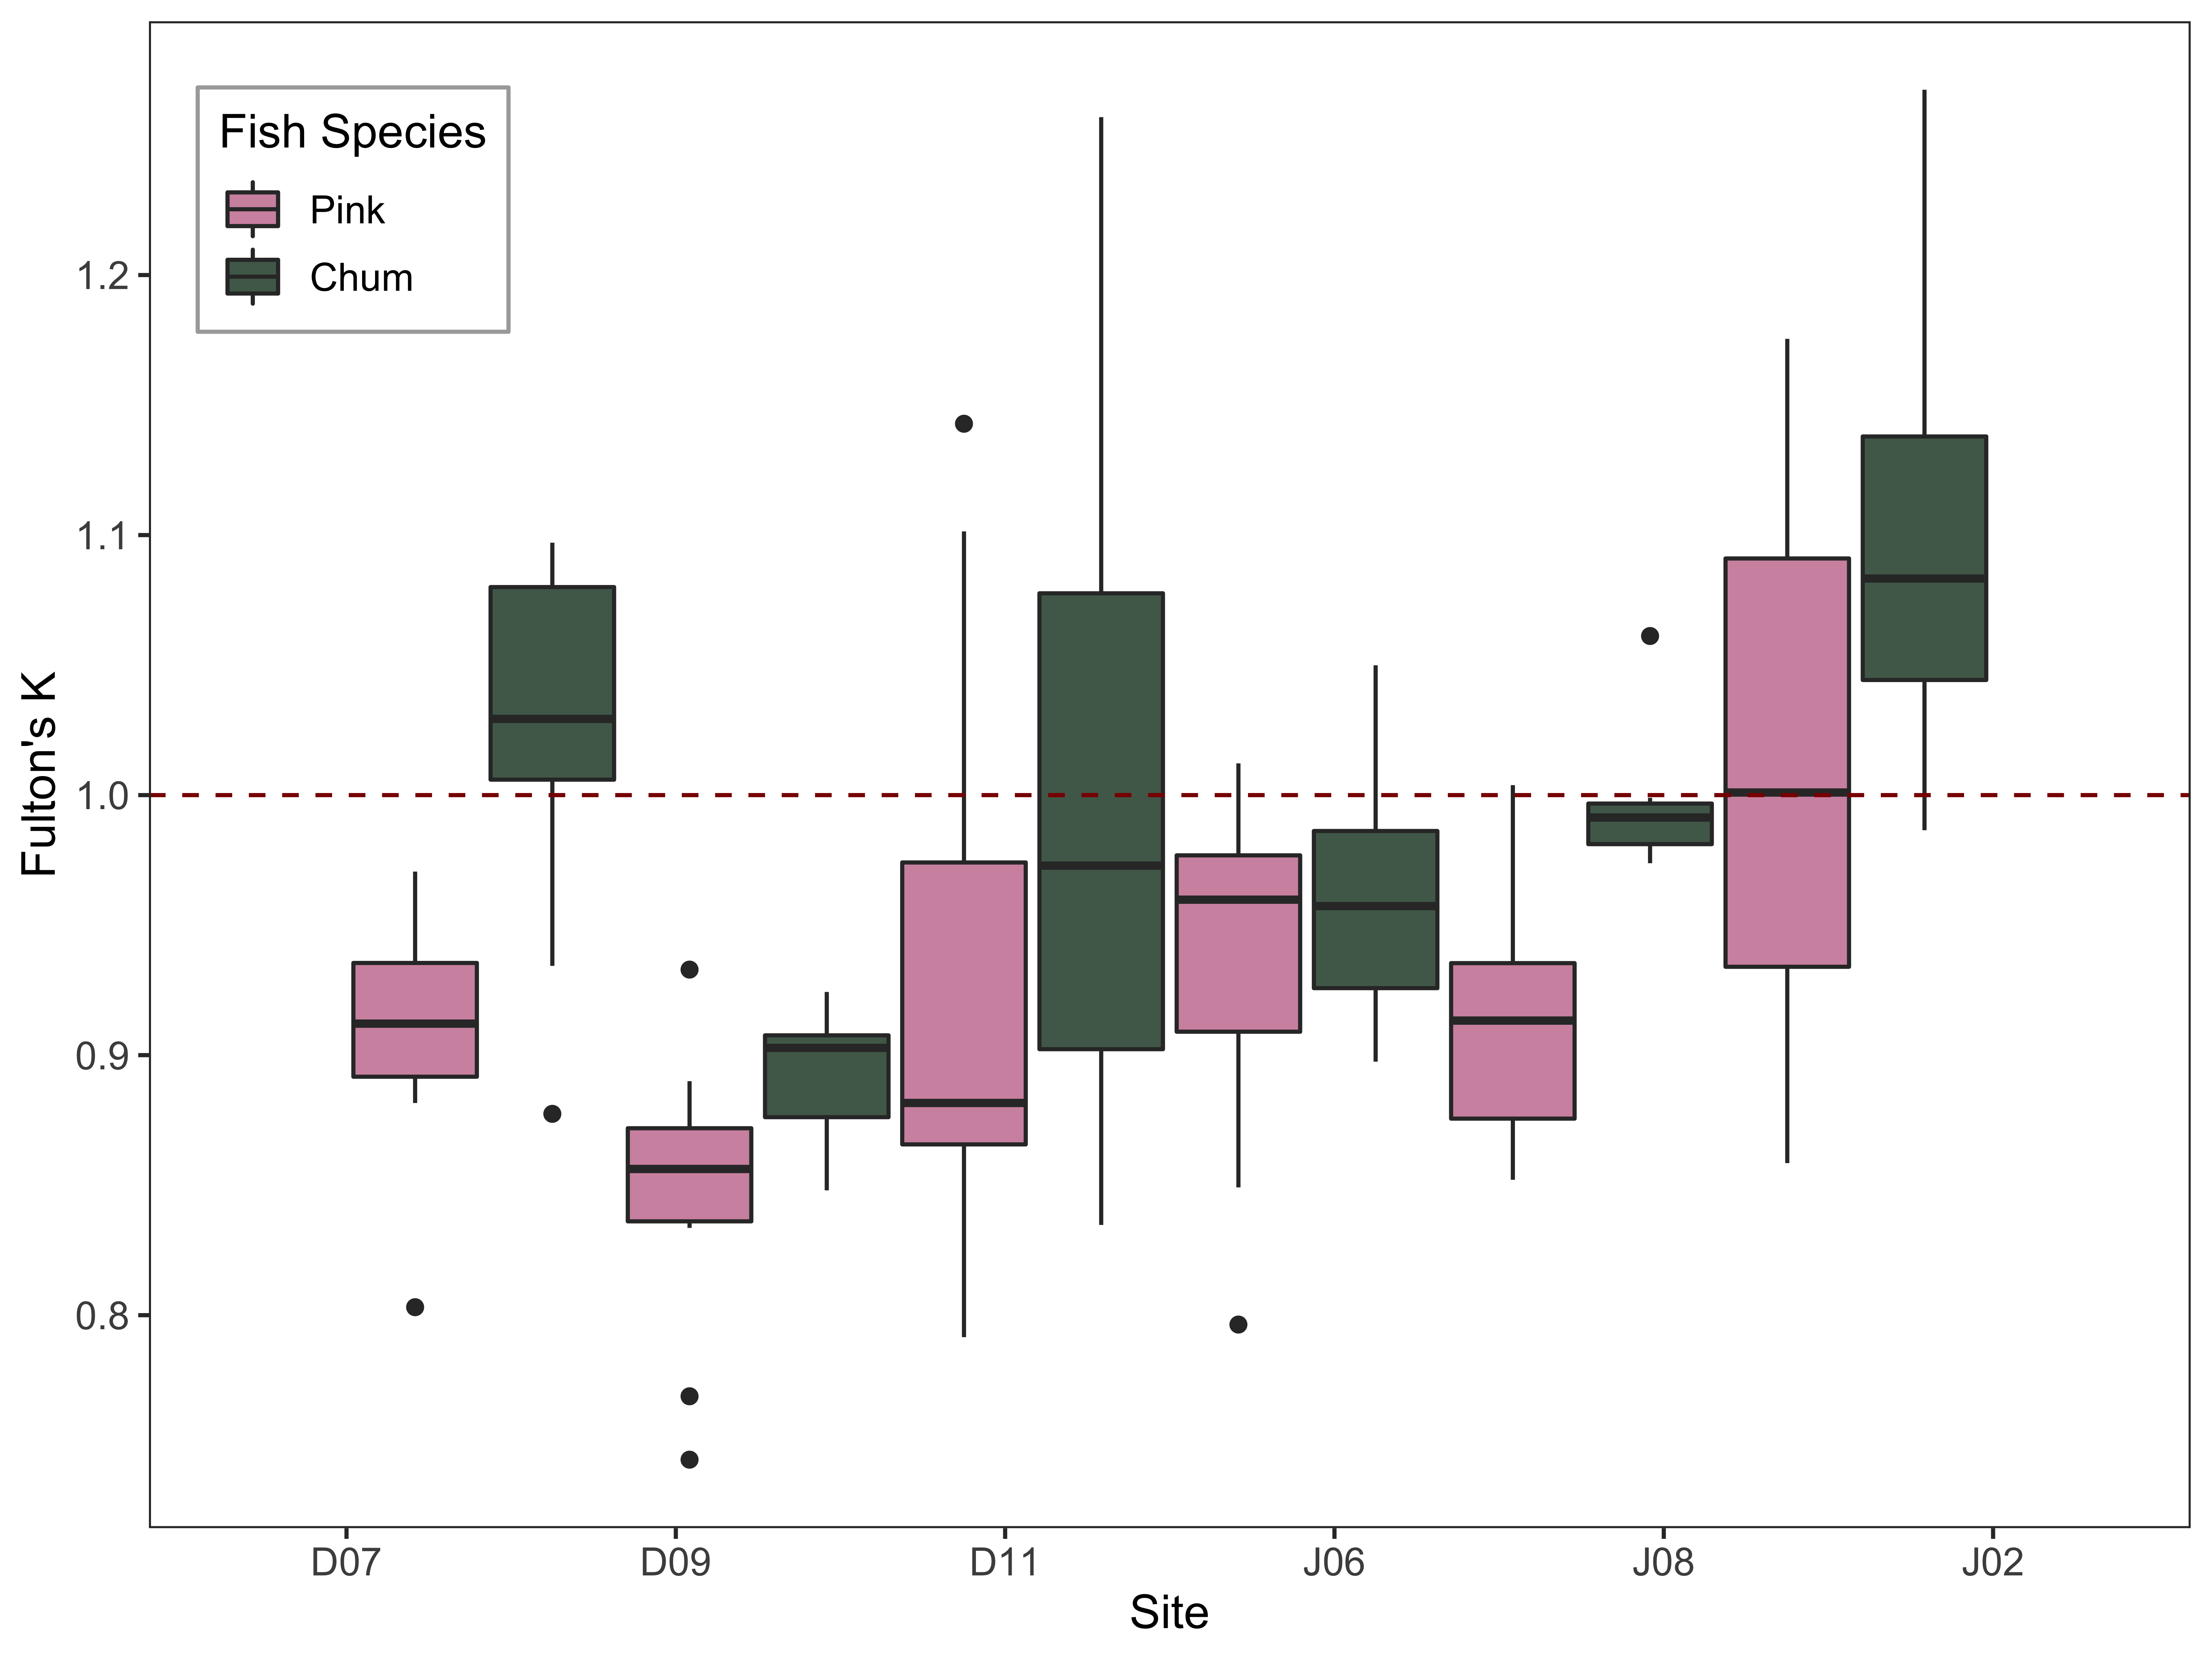 Fish Species
Pink
Chum
1.2
1.1
1.0
0.9
0.8
Fulton's K
D07 D09 D11 J06 J08 J02
Site